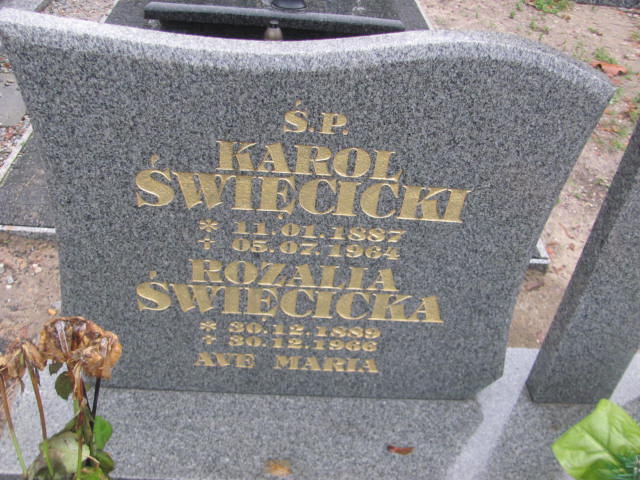 Ś.P.
KAROL
ŚWIĘCICKI
* 11.01.1887
† 05.07.1964
ROZALIA
ŚWIĘCICKA
* 30.12.1889
† 30.12.1966
AVE MARIA